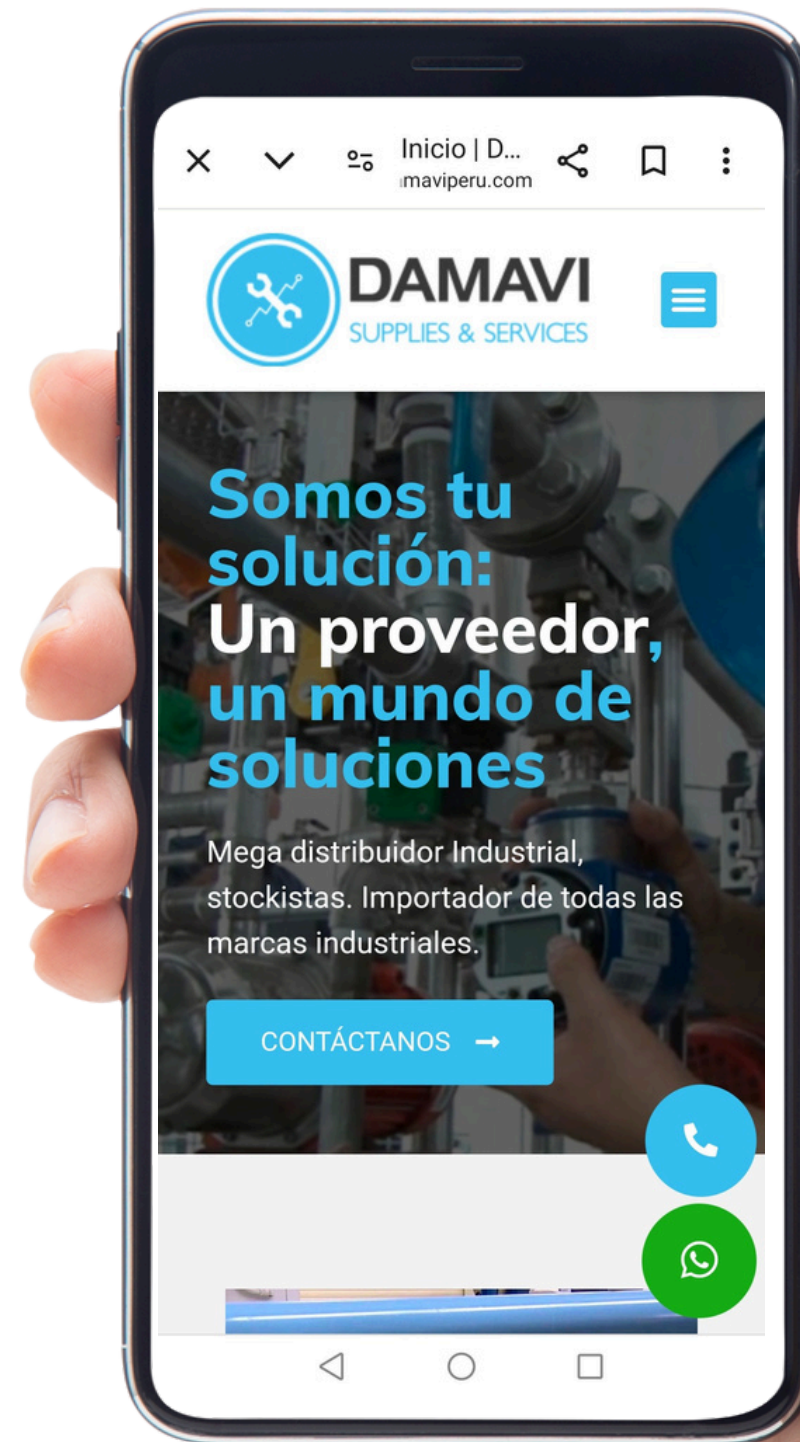 Inicio | D...
maviperu.com
DAMAVI
SUPPLIES & SERVICES
Somos tu
solución:
Un proveedor,
un mundo de
soluciones
Mega distribuidor Industrial,
stockistas. Importador de todas las
marcas industriales.
CONTÁCTANOS